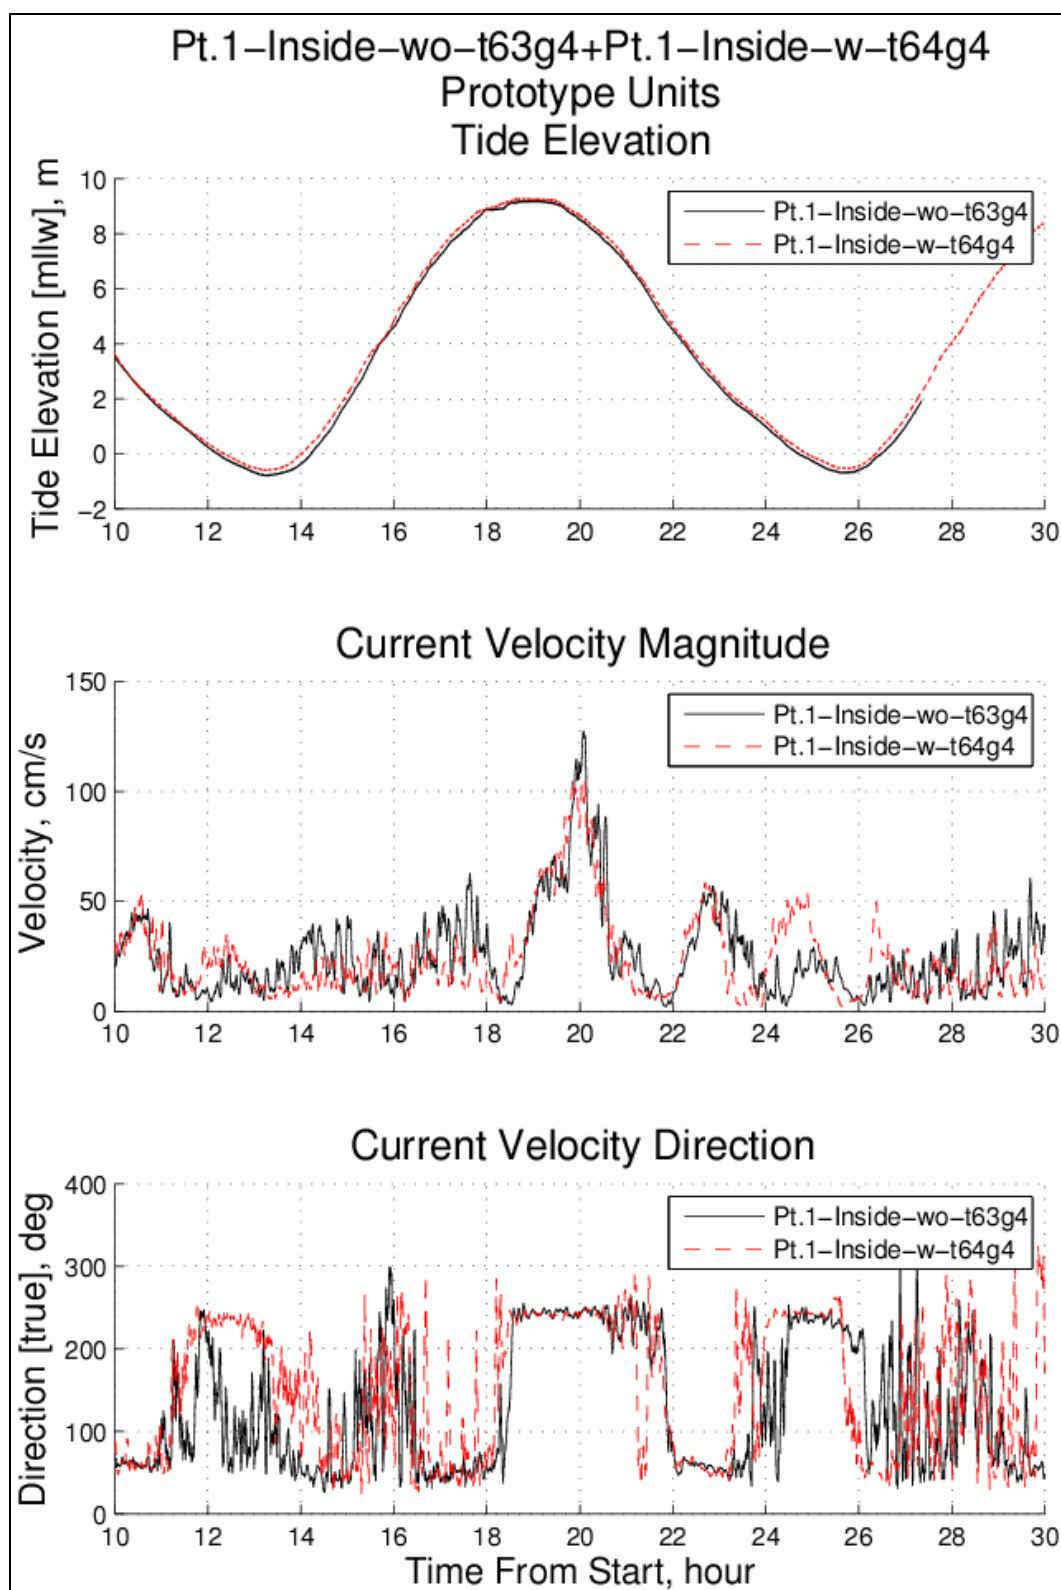 Pt.1−Inside−wo−t63g4+Pt.1−Inside−w−t64g4
Prototype Units
Tide Elevation
Tide Elevation [mllw], m
10
8
6
4
2
0
−2
Pt.1−Inside−wo−t63g4
Pt.1−Inside−w−t64g4
10 12 14 16 18 20 22 24 26 28 30
Current Velocity Magnitude
Velocity, cm/s
150
100
50
0
Pt.1−Inside−wo−t63g4
Pt.1−Inside−w−t64g4
10 12 14 16 18 20 22 24 26 28 30
Current Velocity Direction
Direction [true], deg
400
300
200
100
0
Pt.1−Inside−wo−t63g4
Pt.1−Inside−w−t64g4
10 12 14 16 18 20 22 24 26 28 30
Time From Start, hour